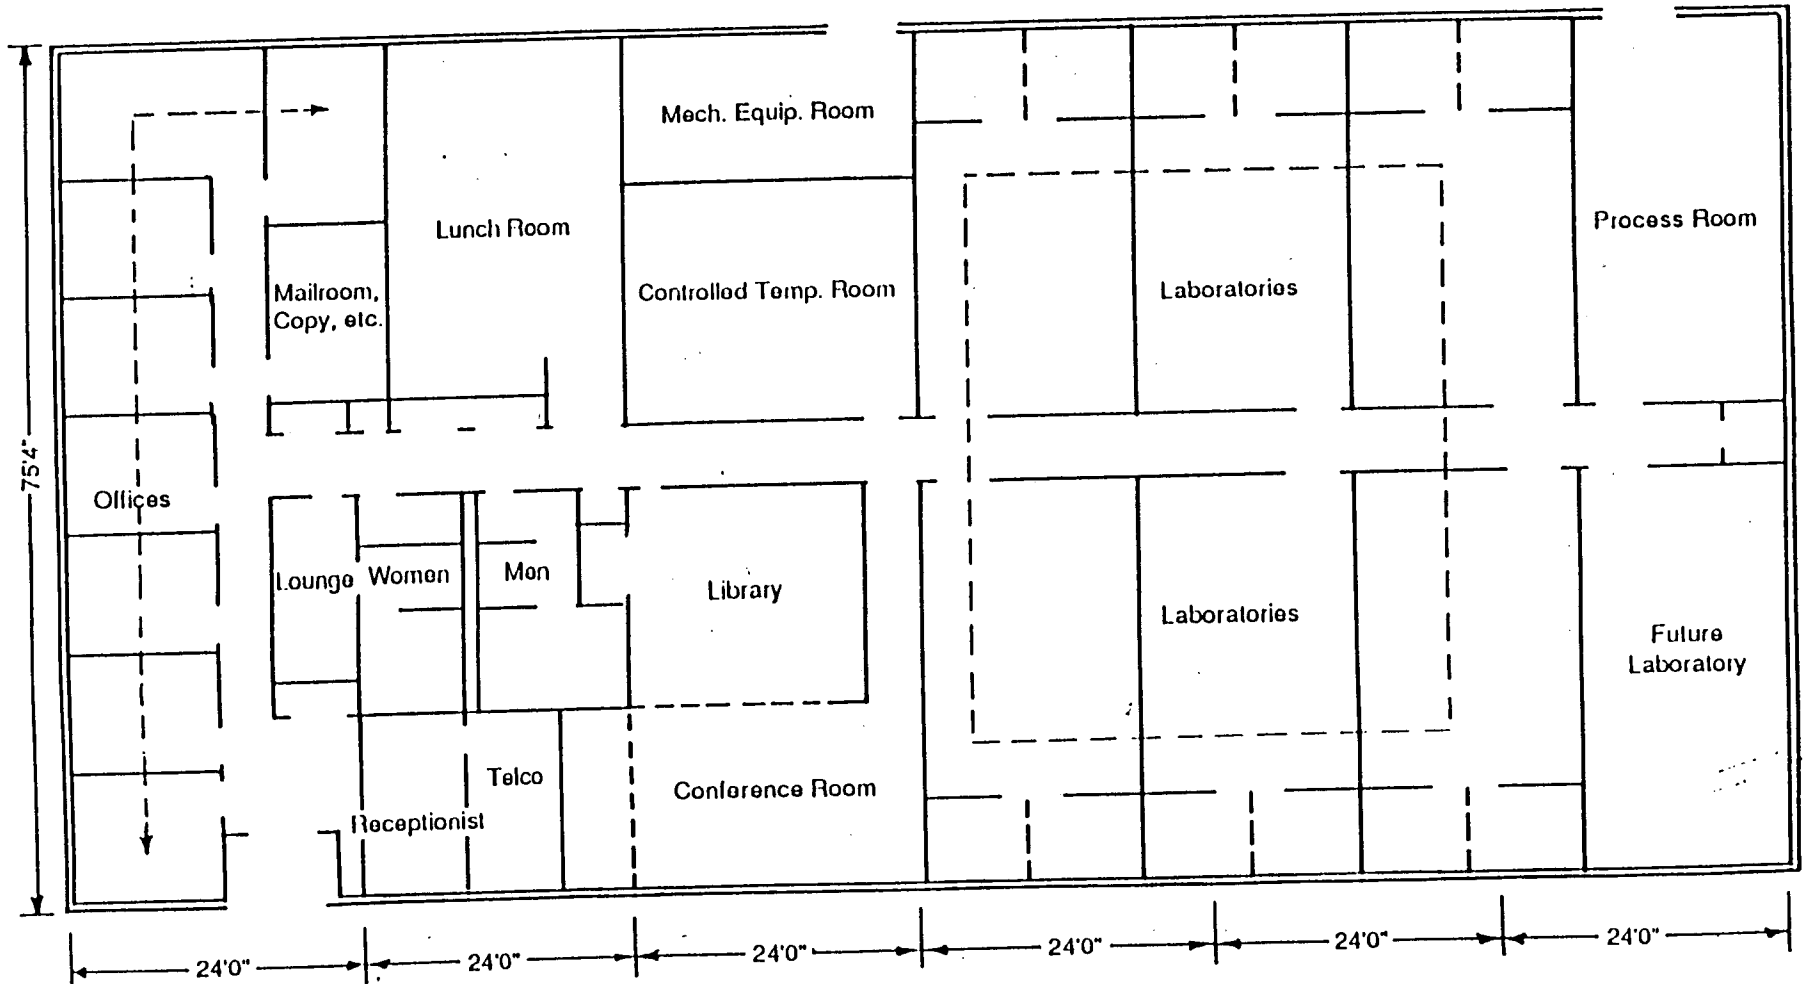 Mech. Equip. Room
Lunch Room
Process Room
Mailroom,
Copy, etc.
Controlled Temp. Room
Laboratories
75'4"
Offices
Lounge
Women
Men
Library
Laboratories
Future
Laboratory
Telco
Conference Room
Receptionist
24'0"
24'0"
24'0"
24'0"
24'0"
24'0"